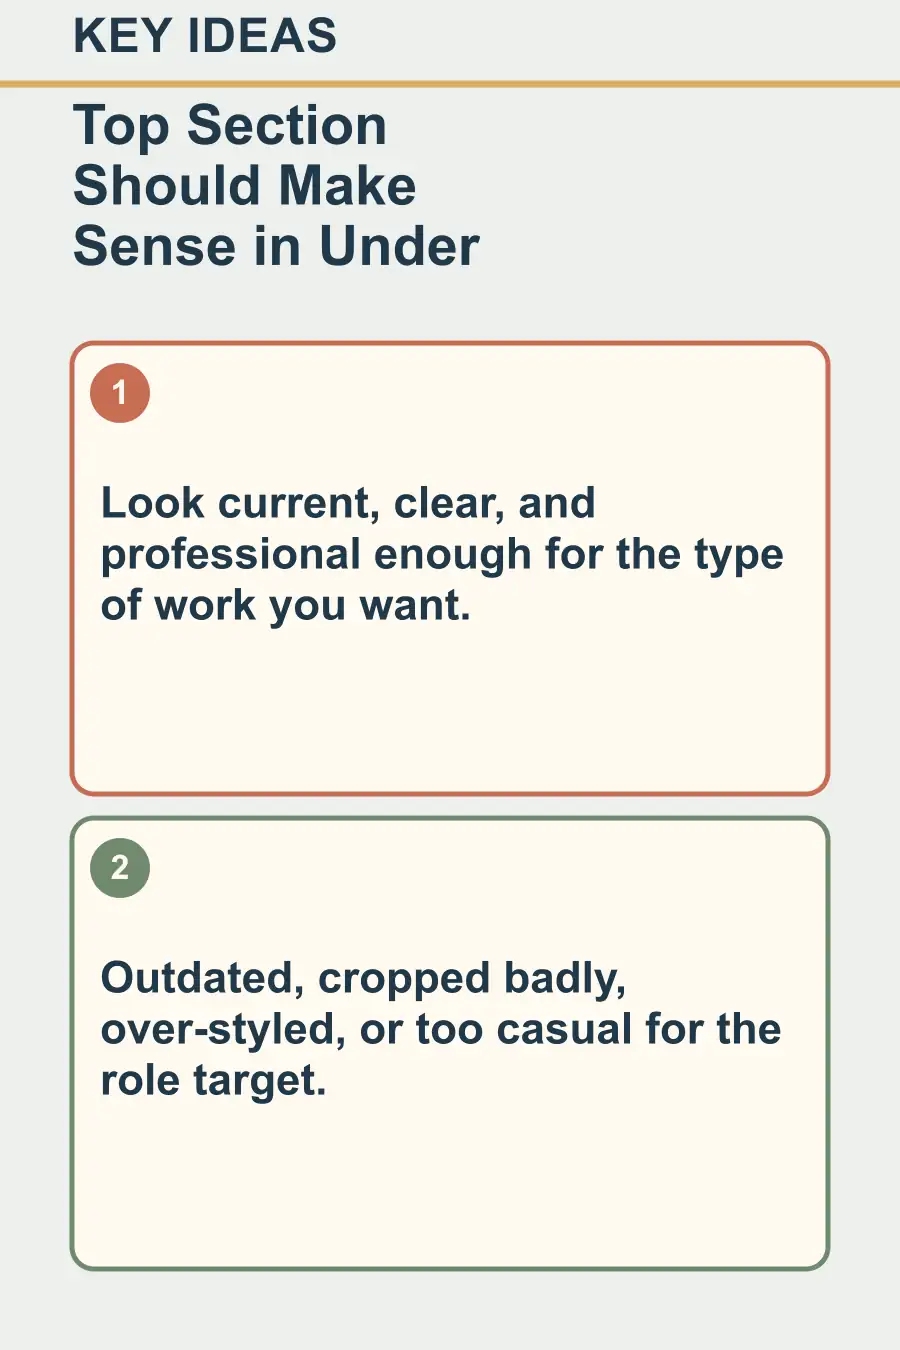 KEY IDEAS
Top Section
Should Make
Sense in Under
1
Look current, clear, and
professional enough for the type
of work you want.
2
Outdated, cropped badly,
over-styled, or too casual for the
role target.